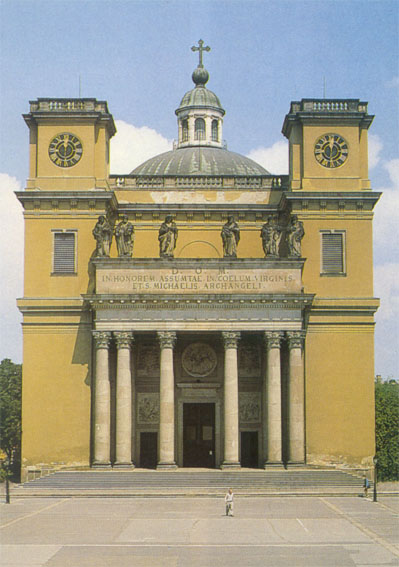 D O M
IN HONOREM ASSUMTAE IN COELUM VIRGINIS
ET S MICHAELIS ARCHANGELI